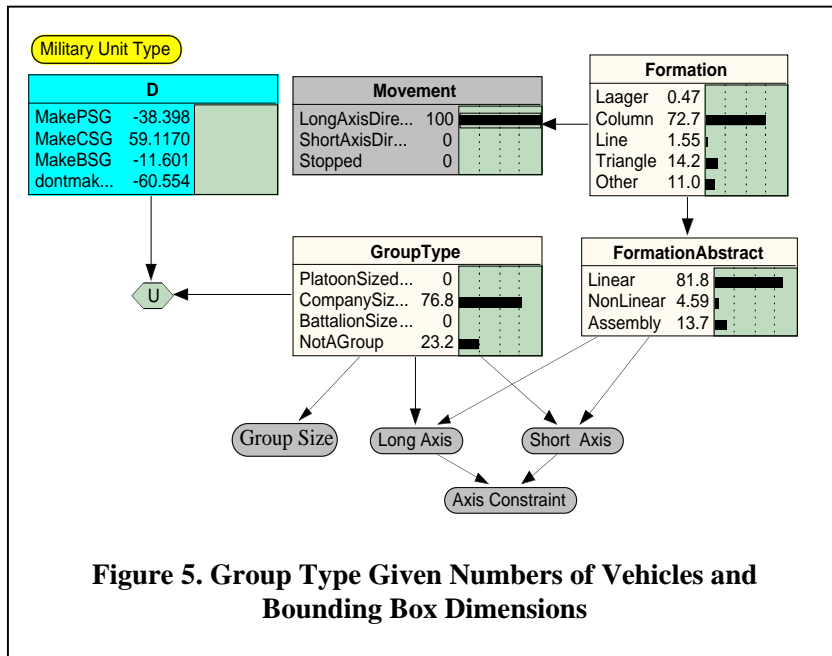 Military Unit Type
D
MakePSG -38.398
MakeCSG 59.1170
MakeBSG -11.601
dontmak... -60.554
Movement
LongAxisDire... 100
ShortAxisDir... 0
Stopped 0
Formation
Laager 0.47
Column 72.7
Line 1.55
Triangle 14.2
Other 11.0
U
GroupType
PlatoonSized... 0
CompanySiz... 76.8
BattalionSize... 0
NotAGroup 23.2
FormationAbstract
Linear 81.8
NonLinear 4.59
Assembly 13.7
Group Size
Long Axis
Short Axis
Axis Constraint
Figure 5. Group Type Given Numbers of Vehicles and
Bounding Box Dimensions